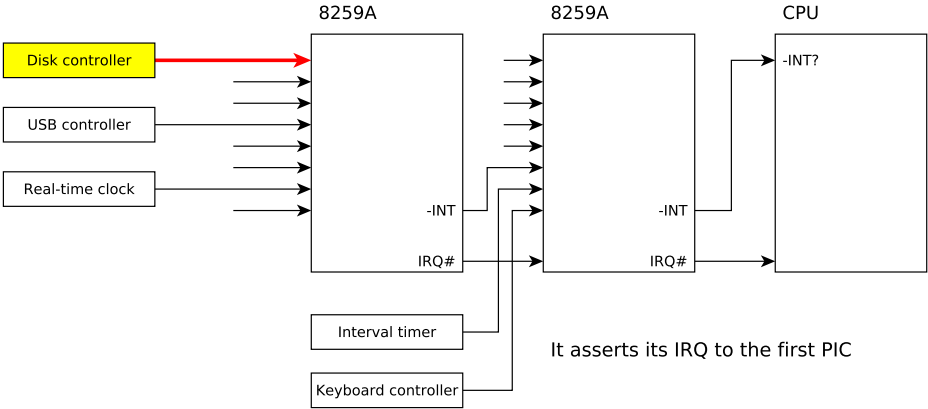 8259A
8259A
CPU
Disk controller
-INT?
USB controller
Real-time clock
-INT
-INT
IRQ#
IRQ#
Interval timer
It asserts its IRQ to the first PIC
Keyboard controller